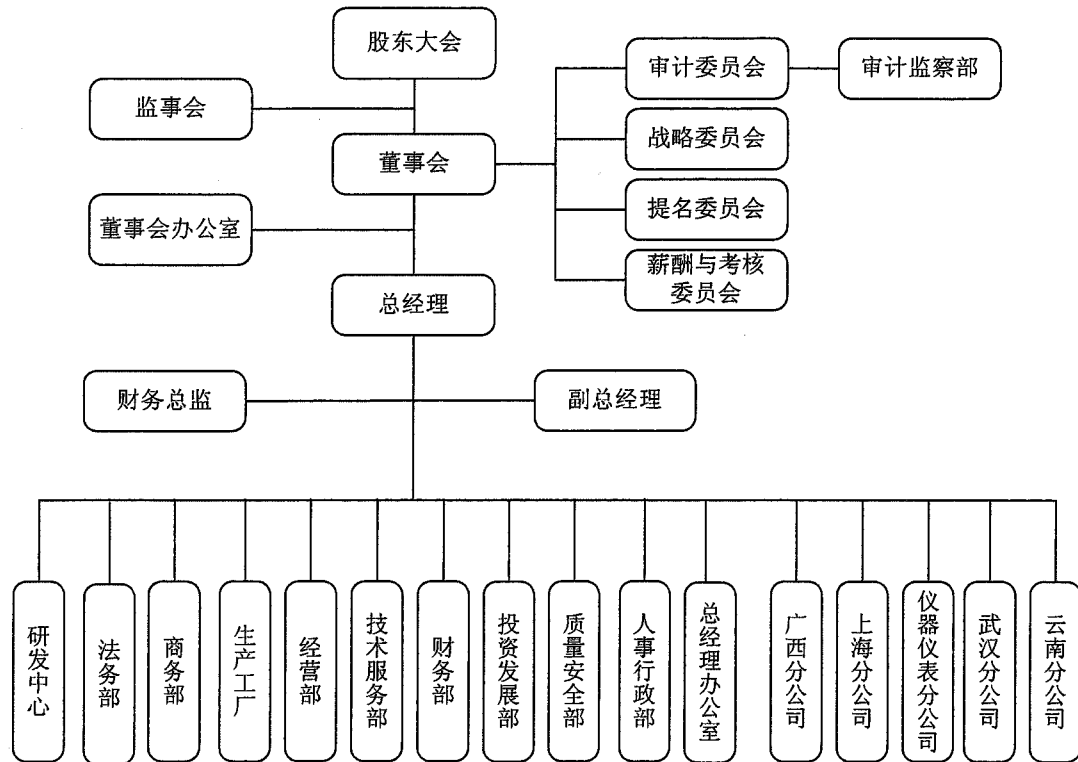 股东大会
审计委员会
审计监察部
监事会
战略委员会
董事会
提名委员会
董事会办公室
薪酬与考核
委员会
总经理
财务总监
副总经理
研发中心
法务部
商务部
生产工厂
经营部
技术服务部
财务部
投资发展部
质量安全部
人事行政部
总经理办公室
广西分公司
上海分公司
仪器仪表分公司
武汉分公司
云南分公司